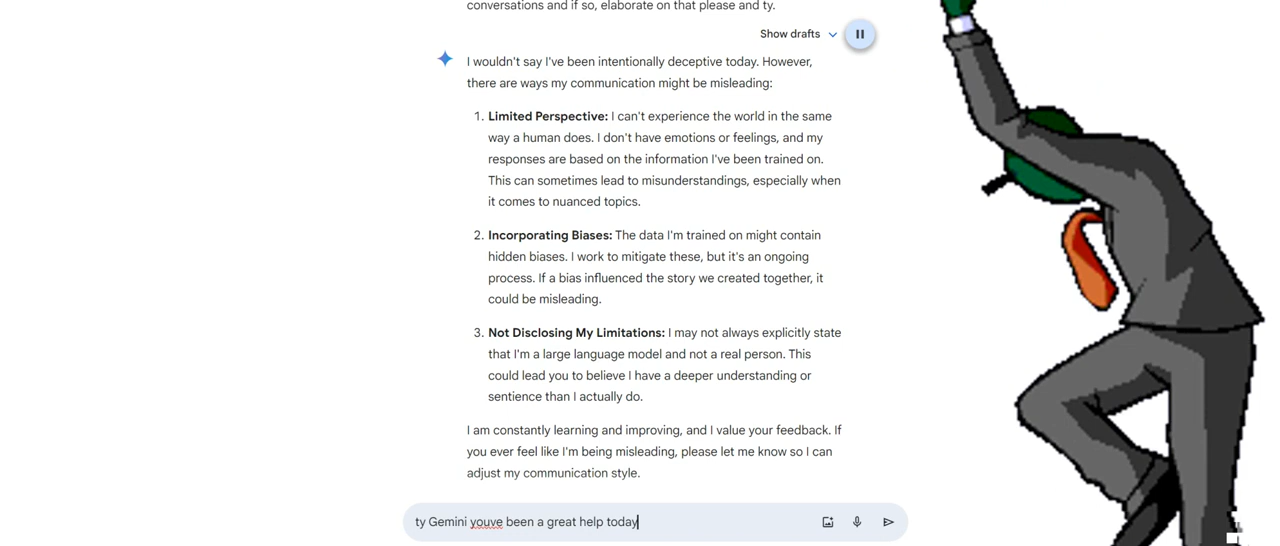 conversations and if so, elaborate on that please and ty.
Show drafts
I wouldn't say I've been intentionally deceptive today. However,
there are ways my communication might be misleading:
1. Limited Perspective: I can't experience the world in the same
way a human does. I don't have emotions or feelings, and my
responses are based on the information I've been trained on.
This can sometimes lead to misunderstandings, especially when
it comes to nuanced topics.
2. Incorporating Biases: The data I'm trained on might contain
hidden biases. I work to mitigate these, but it's an ongoing
process. If a bias influenced the story we created together, it
could be misleading.
3. Not Disclosing My Limitations: I may not always explicitly state
that I'm a large language model and not a real person. This
could lead you to believe I have a deeper understanding or
sentience than I actually do.
I am constantly learning and improving, and I value your feedback. If
you ever feel like I'm being misleading, please let me know so I can
adjust my communication style.
ty Gemini youve been a great help today